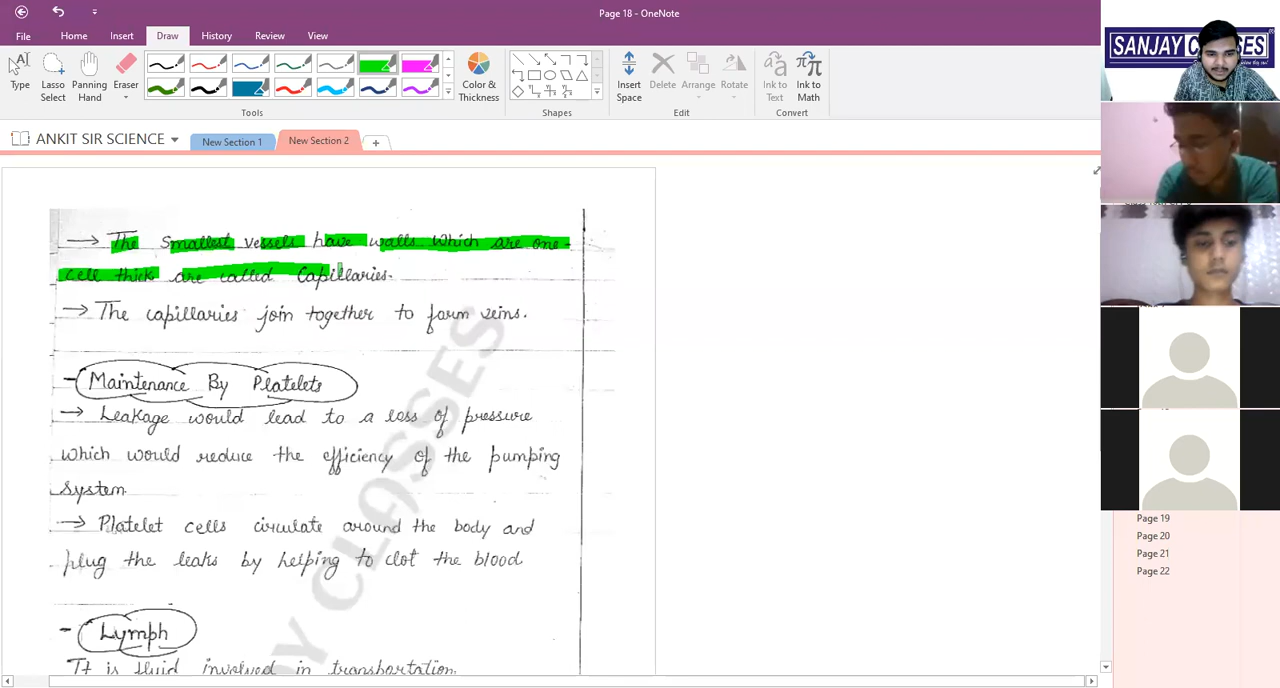 Page 18 - OneNote
File Home Insert Draw History Review View
Type Lasso Select Panning Hand Eraser Color & Thickness Insert Space Delete Arrange Rotate Ink to Text Ink to Math
Tools Shapes Edit Convert
SANJAY CLASSES
ANKIT SIR SCIENCE New Section 1 New Section 2 +
→ The smallest vessels have walls which are one-
cell thick are called Capillaries.
→ The capillaries join together to form veins.
- Maintenance By Platelets
→ Leakage would lead to a loss of pressure
which would reduce the efficiency of the pumping
system
→ Platelet cells circulate around the body and
plug the leaks by helping to clot the blood
- Lymph
It is fluid involved in transportation.
CLASSES
Page 19
Page 20
Page 21
Page 22